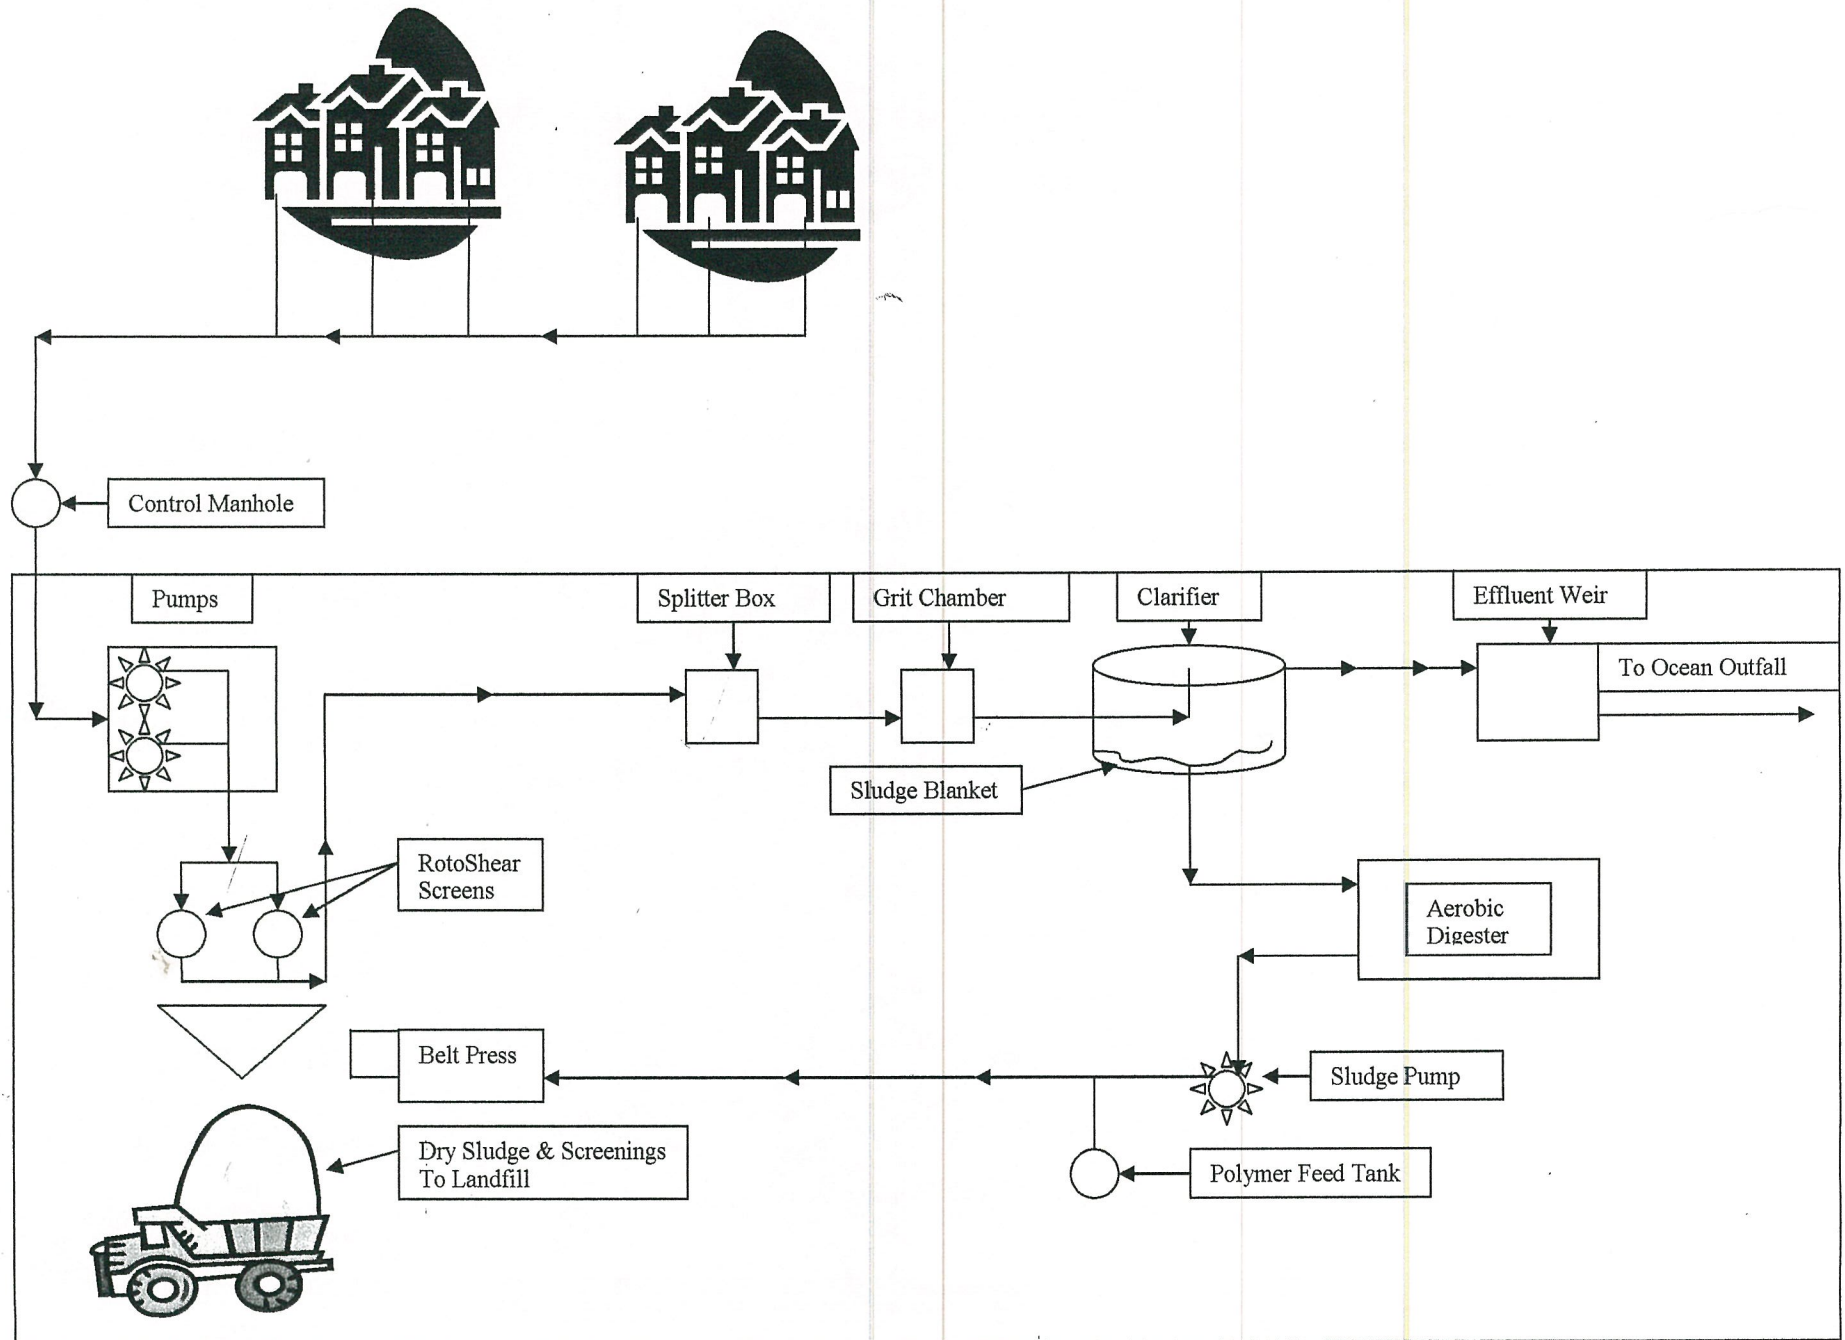 Control Manhole
Pumps
Splitter Box
Grit Chamber
Clarifier
Effluent Weir
To Ocean Outfall
Sludge Blanket
RotoShear
Screens
Aerobic
Digester
Belt Press
Sludge Pump
Dry Sludge & Screenings
To Landfill
Polymer Feed Tank